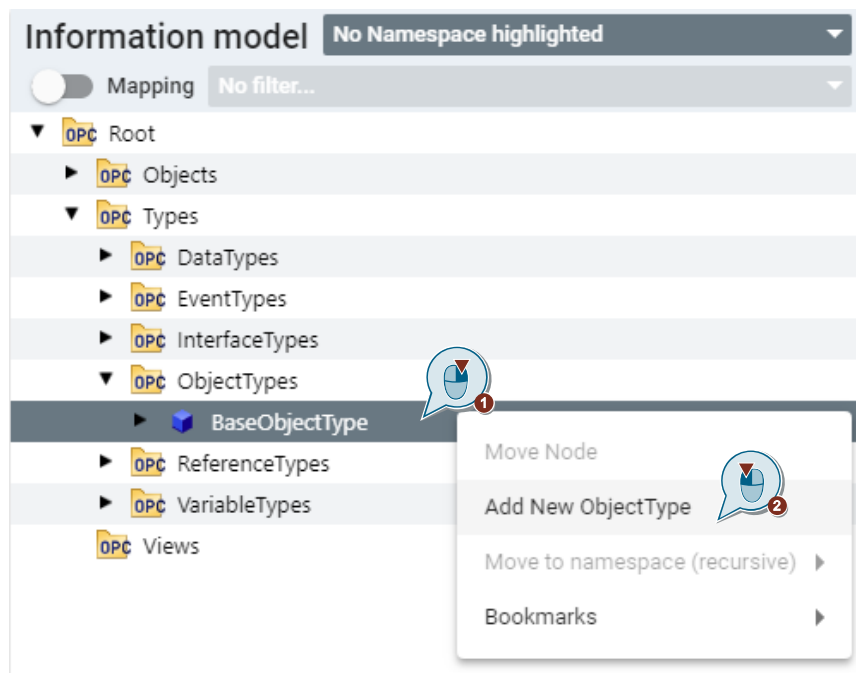 Information model No Namespace highlighted
Mapping No filter...
OPC Root
OPC Objects
OPC Types
OPC DataTypes
OPC EventTypes
OPC InterfaceTypes
OPC ObjectTypes
1
BaseObjectType
Move Node
OPC ReferenceTypes
Add New ObjectType
2
OPC VariableTypes
OPC Views
Move to namespace (recursive)
Bookmarks